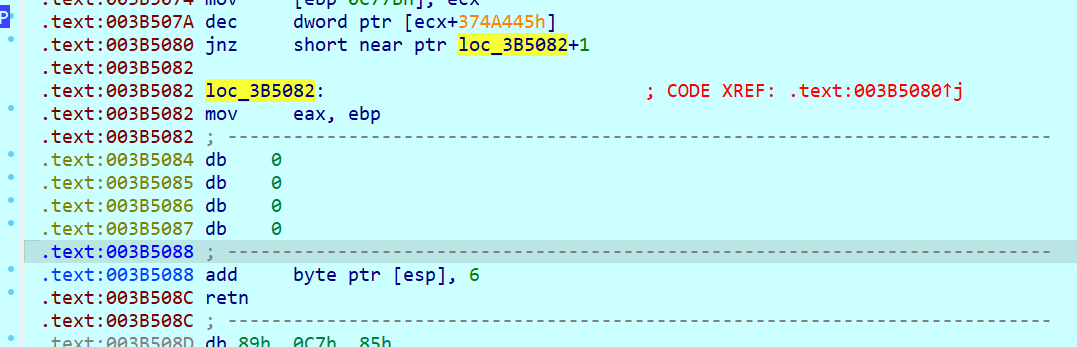 P
.text:003B5074 mov [ebp-0C77Bh], ecx
.text:003B507A dec dword ptr [ecx+374A445h]
.text:003B5080 jnz short near ptr loc_3B5082+1
.text:003B5082
.text:003B5082 loc_3B5082: ; CODE XREF: .text:003B5080↑j
.text:003B5082 mov eax, ebp
.text:003B5082 ; ---------------------------------------------------------------------------
.text:003B5084 db 0
.text:003B5085 db 0
.text:003B5086 db 0
.text:003B5087 db 0
.text:003B5088 ; ---------------------------------------------------------------------------
.text:003B5088 add byte ptr [esp], 6
.text:003B508C retn
.text:003B508C ; ---------------------------------------------------------------------------
.text:003B508D db 89h, 0C7h, 85h